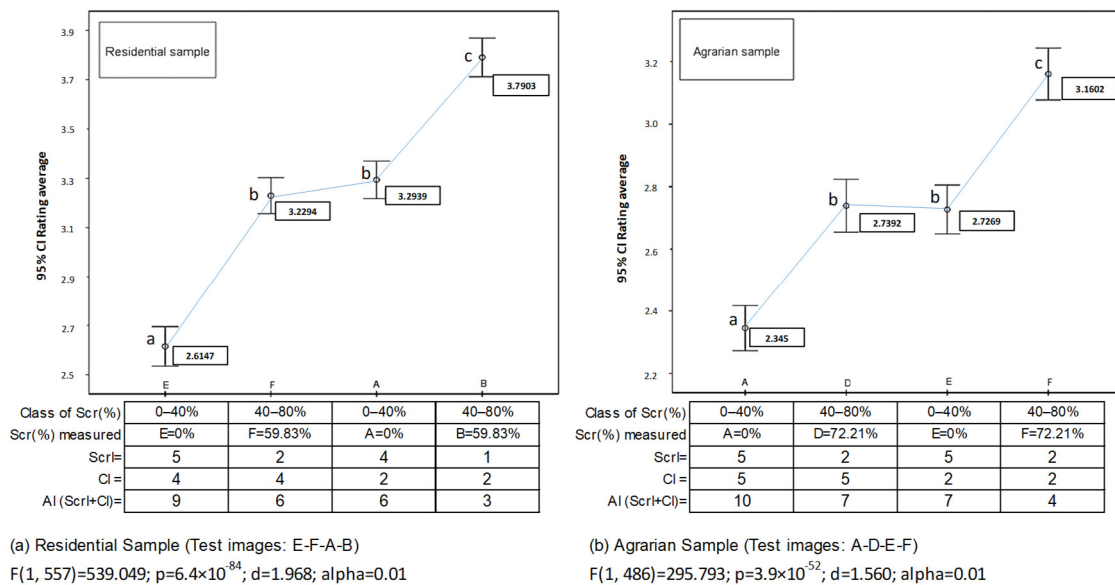 Residential sample
95% CI Rating average
3.9
3.7
3.5
3.3
3.1
2.9
2.7
2.5
a
b
b
c
2.6147
3.2294
3.2939
3.7903
E F A B
Class of Scr(%) 0–40% 40–80% 0–40% 40–80%
Scr(%) measured E=0% F=59.83% A=0% B=59.83%
ScrI= 5 2 4 1
CI = 4 4 2 2
AI (ScrI+CI)= 9 6 6 3
(a) Residential Sample (Test images: E-F-A-B)
F(1, 557)=539.049; p=6.4×10⁻⁸⁴; d=1.968; alpha=0.01
Agrarian sample
95% CI Rating average
3.2
3.0
2.8
2.6
2.4
2.2
a
b
b
c
2.345
2.7392
2.7269
3.1602
A D E F
Class of Scr(%) 0–40% 40–80% 0–40% 40–80%
Scr(%) measured A=0% D=72.21% E=0% F=72.21%
ScrI= 5 2 5 2
CI = 5 5 2 2
AI (ScrI+CI)= 10 7 7 4
(b) Agrarian Sample (Test images: A-D-E-F)
F(1, 486)=295.793; p=3.9×10⁻⁵²; d=1.560; alpha=0.01